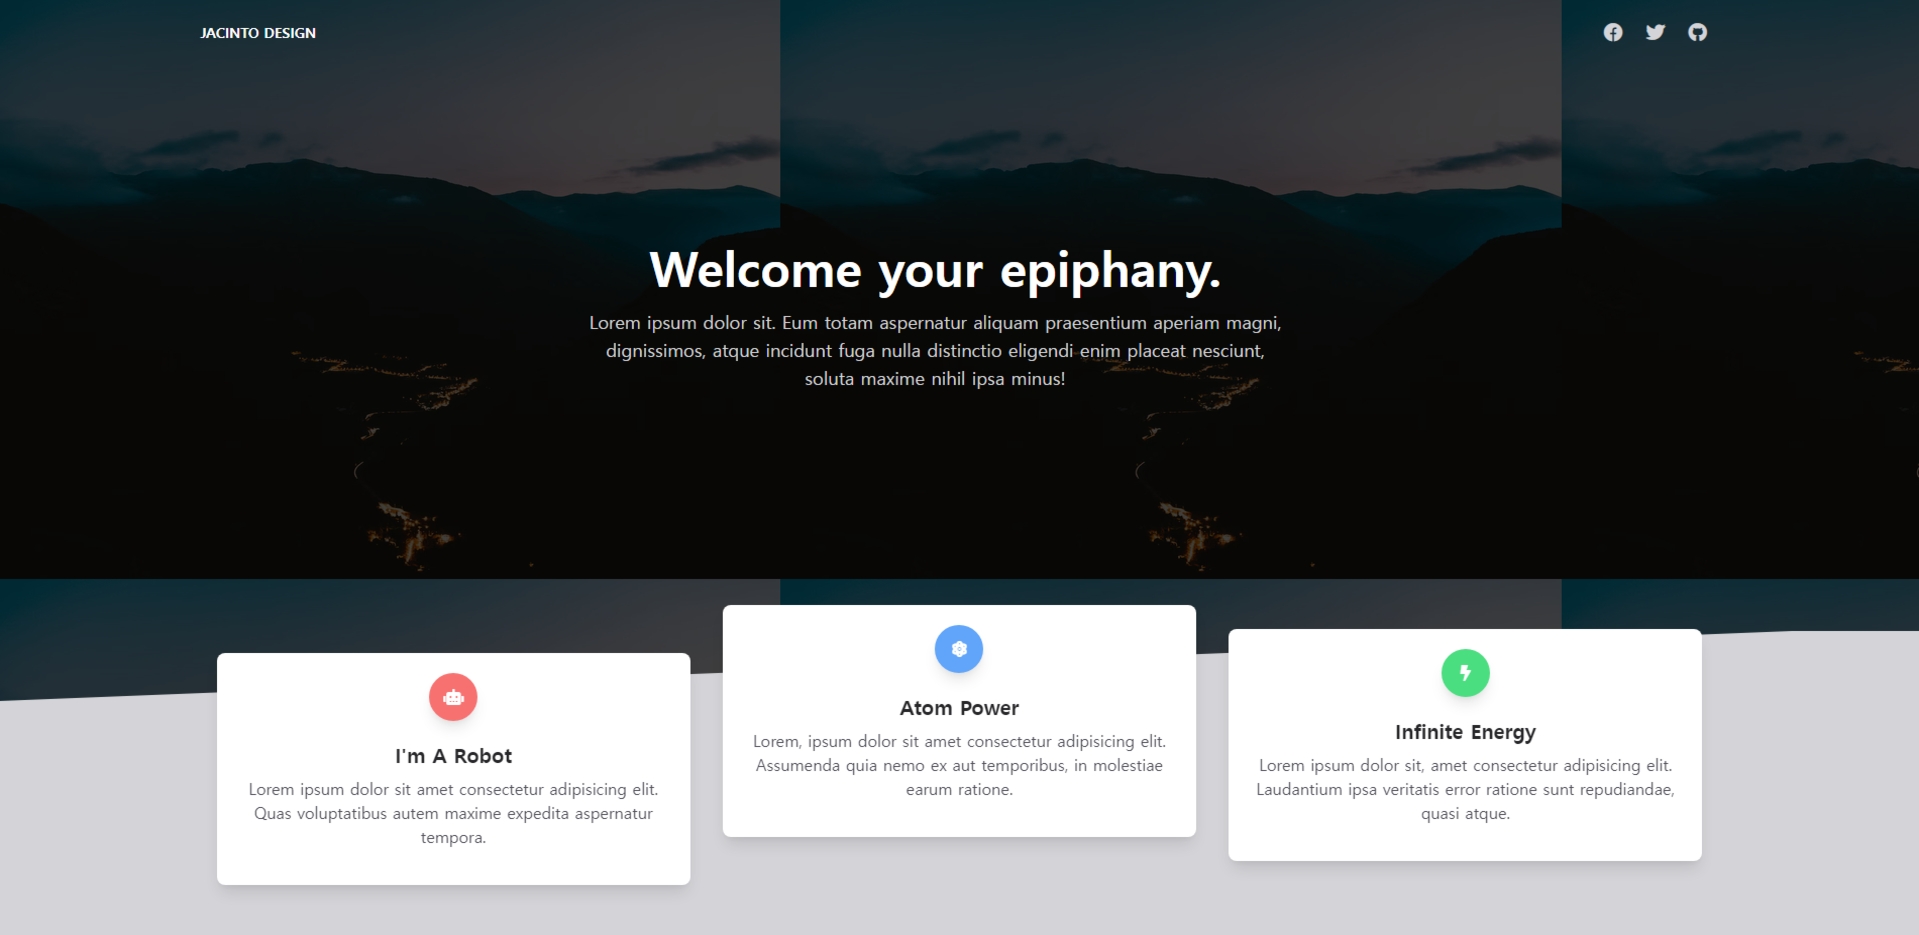 JACINTO DESIGN
Welcome your epiphany.
Lorem ipsum dolor sit. Eum totam aspernatur aliquam praesentium aperiam magni,
dignissimos, atque incidunt fuga nulla distinctio eligendi enim placeat nesciunt,
soluta maxime nihil ipsa minus!
I'm A Robot
Lorem ipsum dolor sit amet consectetur adipisicing elit.
Quas voluptatibus autem maxime expedita aspernatur
tempora.
Atom Power
Lorem, ipsum dolor sit amet consectetur adipisicing elit.
Assumenda quia nemo ex aut temporibus, in molestiae
earum ratione.
Infinite Energy
Lorem ipsum dolor sit, amet consectetur adipisicing elit.
Laudantium ipsa veritatis error ratione sunt repudiandae,
quasi atque.